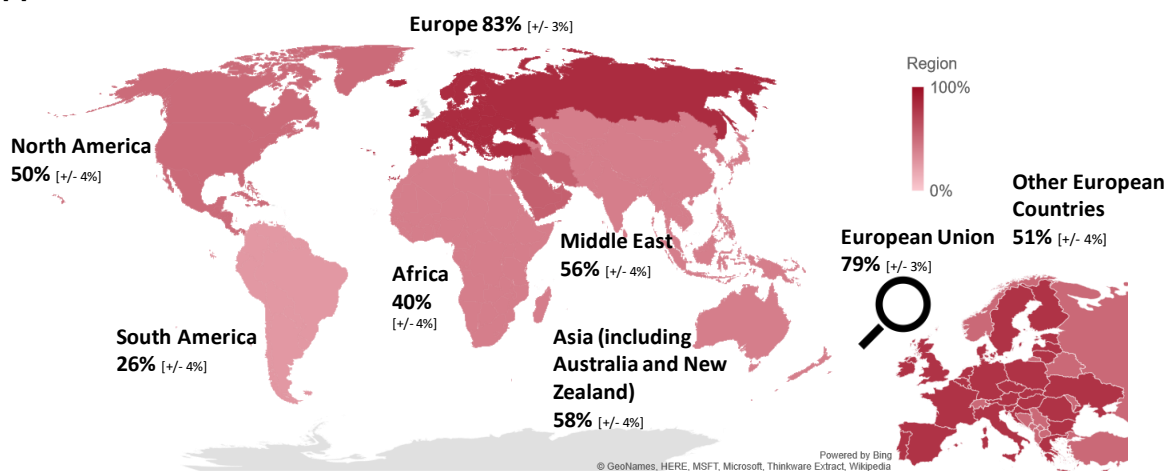 Europe 83% [+/- 3%]
Region
100%
0%
North America
50% [+/- 4%]
Other European
Countries
51% [+/- 4%]
European Union
79% [+/- 3%]
Middle East
56% [+/- 4%]
Africa
40%
[+/- 4%]
South America
26% [+/- 4%]
Asia (including
Australia and New
Zealand)
58% [+/- 4%]
Powered by Bing
© GeoNames, HERE, MSFT, Microsoft, Thinkware Extract, Wikipedia